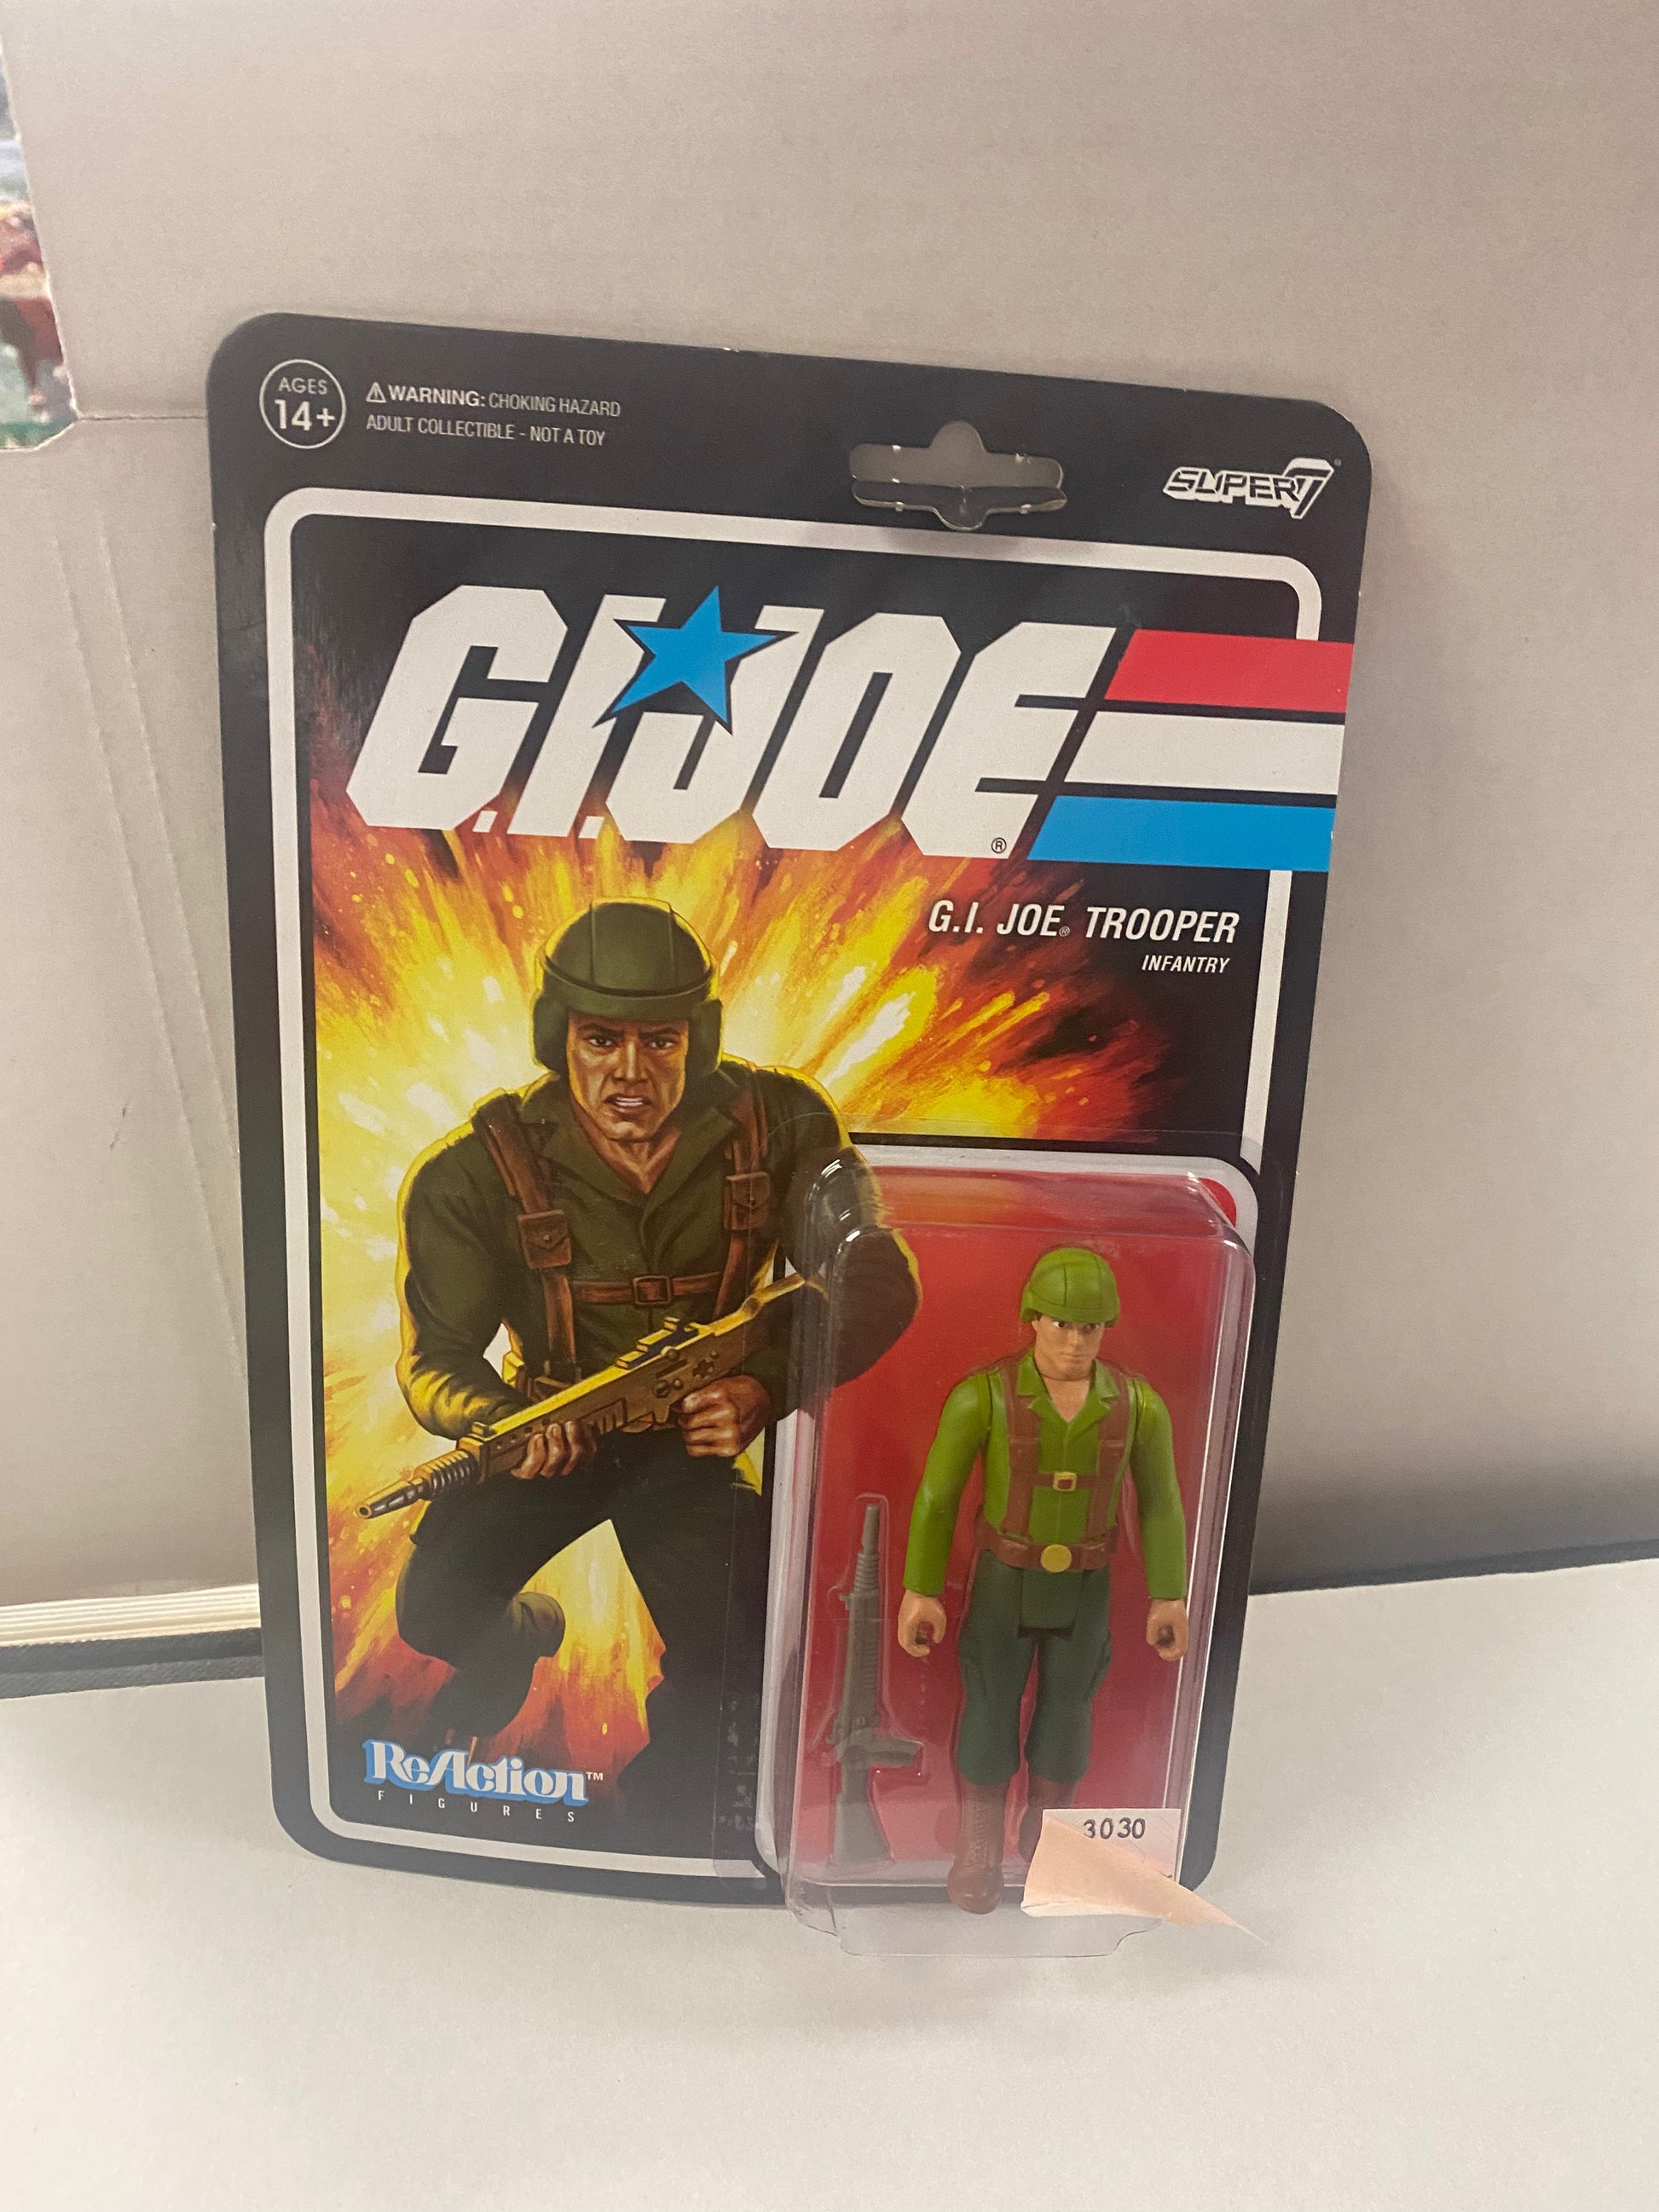 AGES
14+
⚠WARNING: CHOKING HAZARD
ADULT COLLECTIBLE - NOT A TOY
SUPER7®
G.I.JOE®
G.I. JOE® TROOPER
INFANTRY
ReAction™
FIGURES
3030